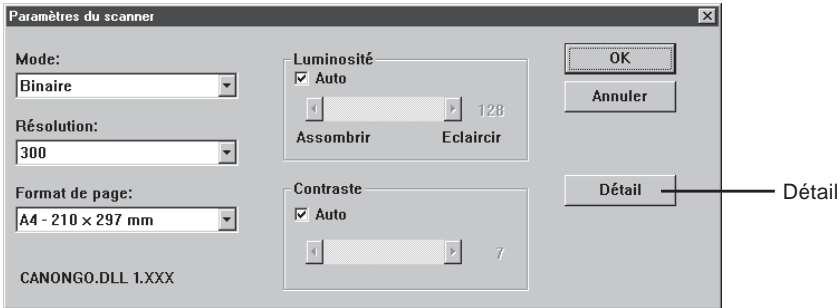 Paramètres du scanner
Mode:
Binaire
Résolution:
300
Format de page:
A4 - 210 × 297 mm
CANONGO.DLL 1.XXX
Luminosité
Auto
128
Assombrir Eclaircir
Contraste
Auto
7
OK
Annuler
Détail
Détail